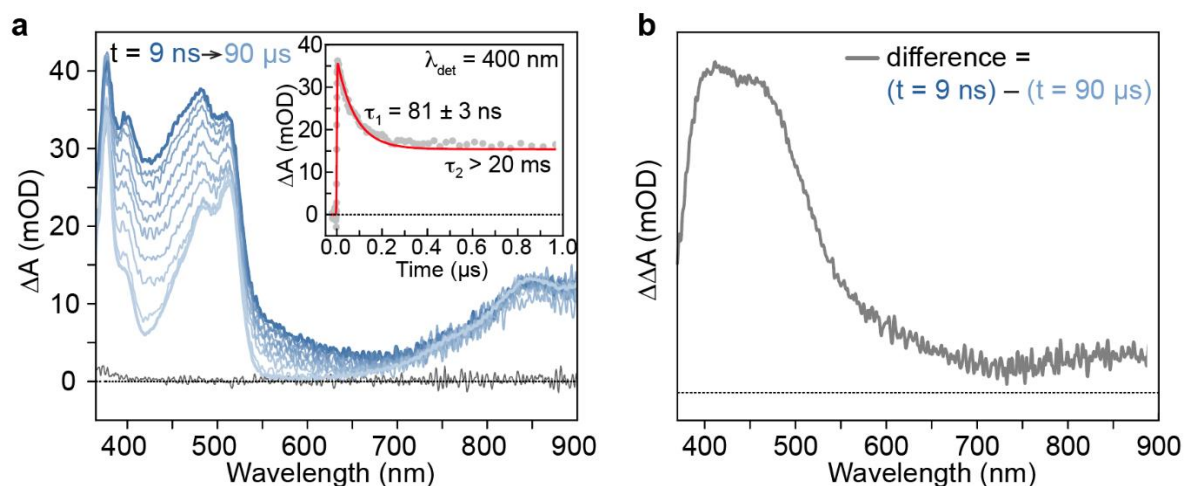 a
t = 9 ns→90 µs
ΔA (mOD)
40
30
20
10
0
400 500 600 700 800 900
Wavelength (nm)
λdet = 400 nm
τ1 = 81 ± 3 ns
τ2 > 20 ms
ΔA (mOD)
40
30
20
10
0
0.0 0.2 0.4 0.6 0.8 1.0
Time (µs)
b
difference =
(t = 9 ns) – (t = 90 µs)
ΔΔA (mOD)
400 500 600 700 800 900
Wavelength (nm)